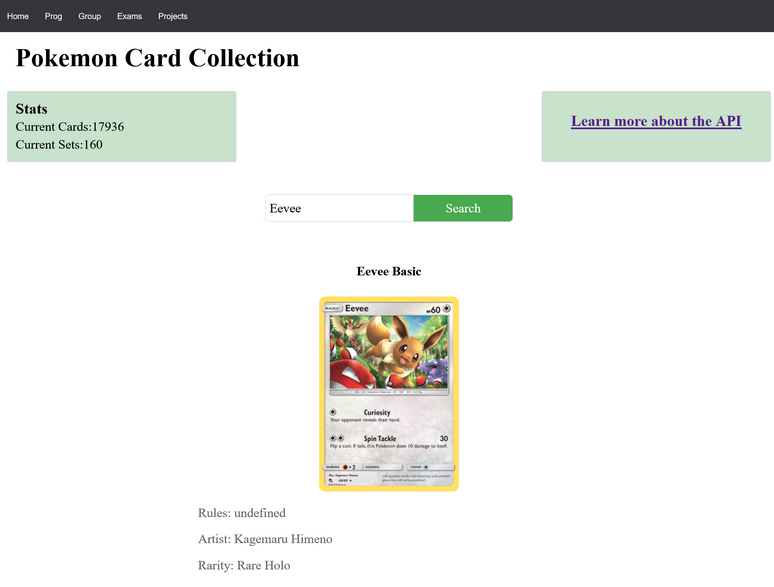 Home Prog Group Exams Projects
Pokemon Card Collection
Stats
Current Cards:17936
Current Sets:160
Learn more about the API
Eevee Search
Eevee Basic
Eevee 60
Curiosity
Your opponent reveals their hand.
Spin Tackle 30
Flip a coin. If tails, this Pokémon does 10 damage to itself.
Rules: undefined
Artist: Kagemaru Himeno
Rarity: Rare Holo